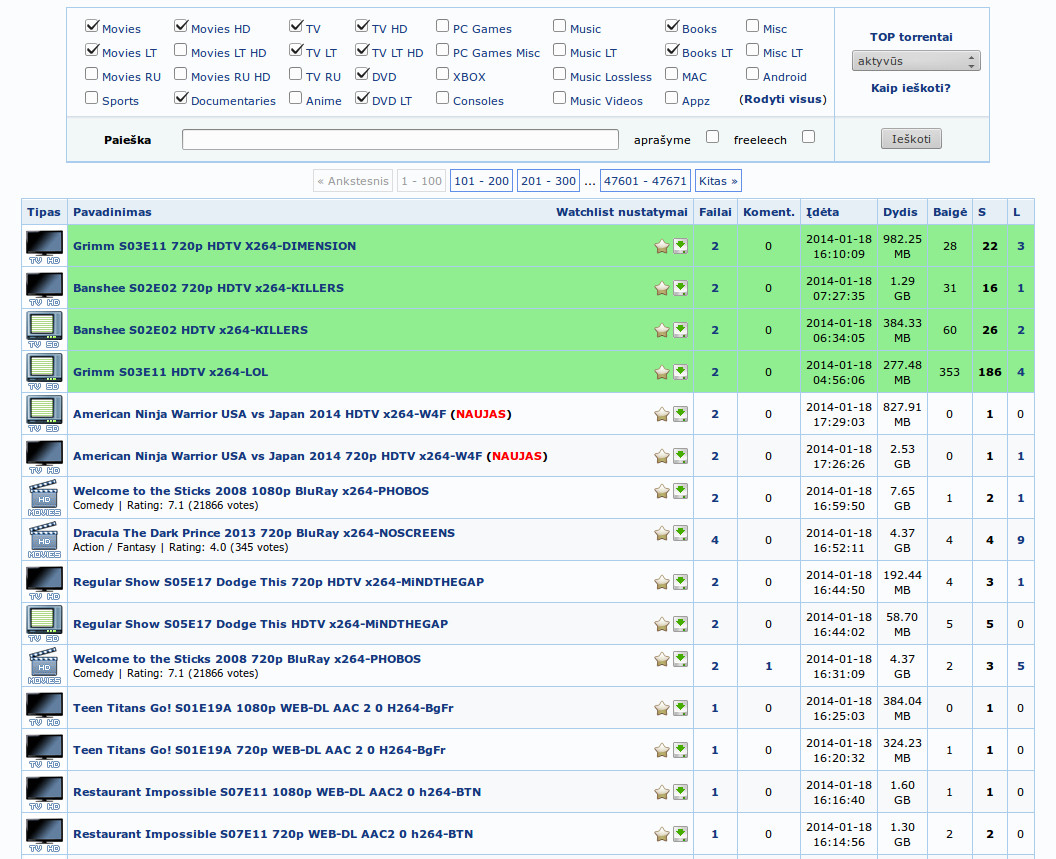 Movies Movies HD TV TV HD PC Games Music Books Misc
Movies LT Movies LT HD TV LT TV LT HD PC Games Misc Music LT Books LT Misc LT
Movies RU Movies RU HD TV RU DVD XBOX Music Lossless MAC Android
Sports Documentaries Anime DVD LT Consoles Music Videos Appz (Rodyti visus)
TOP torrentai
aktyvūs
Kaip ieškoti?
Paieška aprašyme freeleech Ieškoti
« Ankstesnis 1 - 100 101 - 200 201 - 300 ... 47601 - 47671 Kitas »
Tipas Pavadinimas Watchlist nustatymai Failai Koment. Įdėta Dydis Baigė S L
TV HD Grimm S03E11 720p HDTV X264-DIMENSION 2 0 2014-01-18 16:10:09 982.25 MB 28 22 3
TV HD Banshee S02E02 720p HDTV x264-KILLERS 2 0 2014-01-18 07:27:35 1.29 GB 31 16 1
TV SD Banshee S02E02 HDTV x264-KILLERS 2 0 2014-01-18 06:34:05 384.33 MB 60 26 2
TV SD Grimm S03E11 HDTV x264-LOL 2 0 2014-01-18 04:56:06 277.48 MB 353 186 4
TV SD American Ninja Warrior USA vs Japan 2014 HDTV x264-W4F (NAUJAS) 2 0 2014-01-18 17:29:03 827.91 MB 0 1 0
TV HD American Ninja Warrior USA vs Japan 2014 720p HDTV x264-W4F (NAUJAS) 2 0 2014-01-18 17:26:26 2.53 GB 0 1 1
HD MOVIES Welcome to the Sticks 2008 1080p BluRay x264-PHOBOS 2 0 2014-01-18 16:59:50 7.65 GB 1 2 1
Comedy | Rating: 7.1 (21866 votes)
HD MOVIES Dracula The Dark Prince 2013 720p BluRay x264-NOSCREENS 4 0 2014-01-18 16:52:11 4.37 GB 4 4 9
Action / Fantasy | Rating: 4.0 (345 votes)
TV HD Regular Show S05E17 Dodge This 720p HDTV x264-MiNDTHEGAP 2 0 2014-01-18 16:44:50 192.44 MB 4 3 1
TV SD Regular Show S05E17 Dodge This HDTV x264-MiNDTHEGAP 2 0 2014-01-18 16:44:02 58.70 MB 5 5 0
HD MOVIES Welcome to the Sticks 2008 720p BluRay x264-PHOBOS 2 1 2014-01-18 16:31:09 4.37 GB 2 3 5
Comedy | Rating: 7.1 (21866 votes)
TV HD Teen Titans Go! S01E19A 1080p WEB-DL AAC 2 0 H264-BgFr 1 0 2014-01-18 16:25:03 384.04 MB 0 1 0
TV HD Teen Titans Go! S01E19A 720p WEB-DL AAC 2 0 H264-BgFr 1 0 2014-01-18 16:20:32 324.23 MB 1 1 0
TV HD Restaurant Impossible S07E11 1080p WEB-DL AAC2 0 h264-BTN 1 0 2014-01-18 16:16:40 1.60 GB 1 1 0
TV HD Restaurant Impossible S07E11 720p WEB-DL AAC2 0 h264-BTN 1 0 2014-01-18 16:14:56 1.30 GB 2 2 0